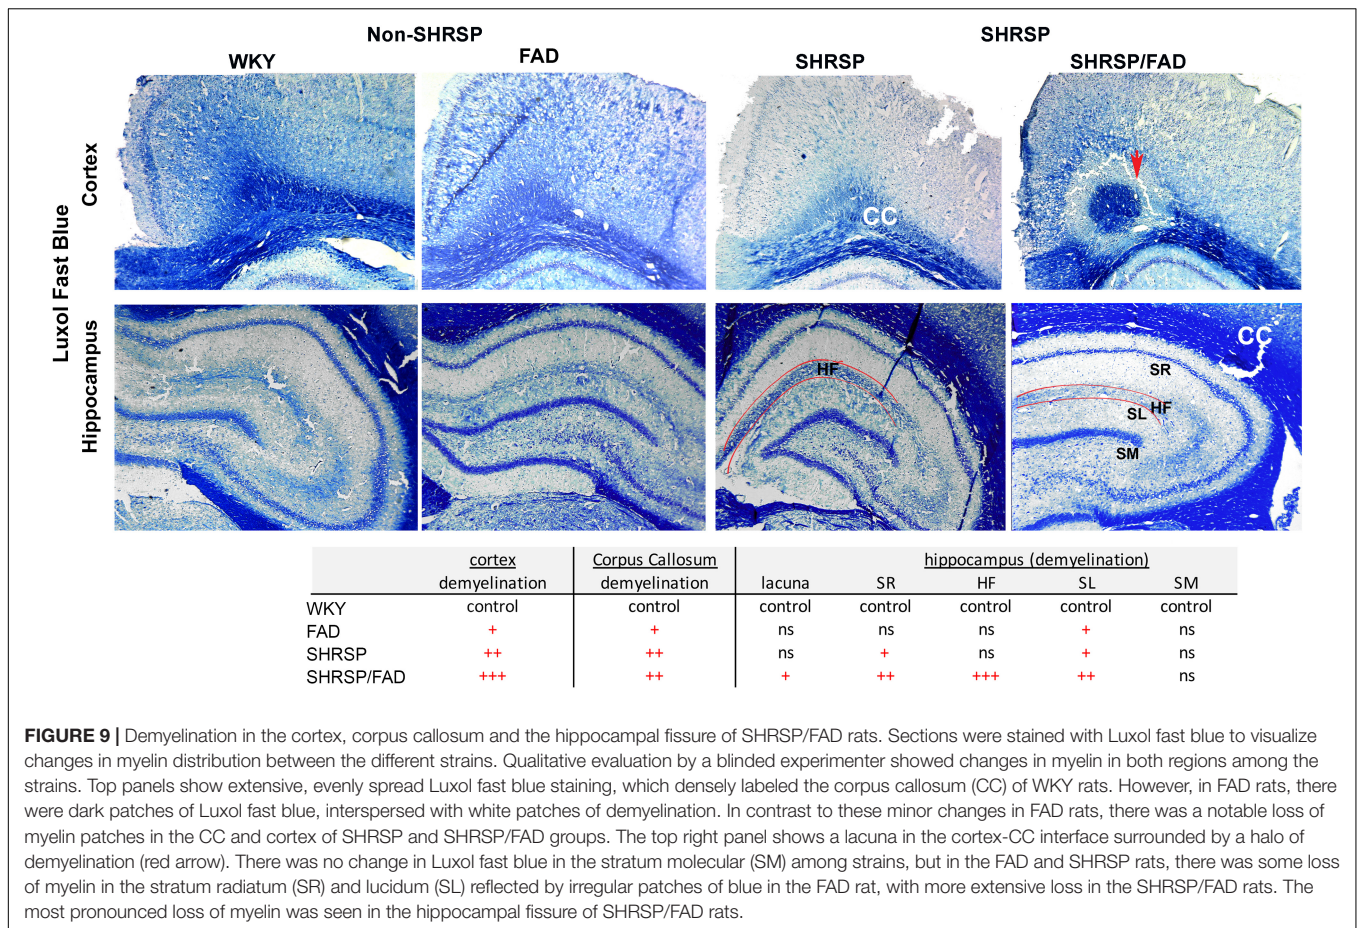 Non-SHRSP
SHRSP
WKY
FAD
SHRSP
SHRSP/FAD
Luxol Fast Blue
Cortex
CC
Hippocampus
HF
CC
SR
HF
SL
SM
cortex Corpus Callosum hippocampus (demyelination)
demyelination demyelination lacuna SR HF SL SM
WKY control control control control control control control
FAD + + ns ns ns + ns
SHRSP ++ ++ ns + ns + ns
SHRSP/FAD +++ ++ + ++ +++ ++ ns
FIGURE 9 | Demyelination in the cortex, corpus callosum and the hippocampal fissure of SHRSP/FAD rats. Sections were stained with Luxol fast blue to visualize
changes in myelin distribution between the different strains. Qualitative evaluation by a blinded experimenter showed changes in myelin in both regions among the
strains. Top panels show extensive, evenly spread Luxol fast blue staining, which densely labeled the corpus callosum (CC) of WKY rats. However, in FAD rats, there
were dark patches of Luxol fast blue, interspersed with white patches of demyelination. In contrast to these minor changes in FAD rats, there was a notable loss of
myelin patches in the CC and cortex of SHRSP and SHRSP/FAD groups. The top right panel shows a lacuna in the cortex-CC interface surrounded by a halo of
demyelination (red arrow). There was no change in Luxol fast blue in the stratum molecular (SM) among strains, but in the FAD and SHRSP rats, there was some loss
of myelin in the stratum radiatum (SR) and lucidum (SL) reflected by irregular patches of blue in the FAD rat, with more extensive loss in the SHRSP/FAD rats. The
most pronounced loss of myelin was seen in the hippocampal fissure of SHRSP/FAD rats.